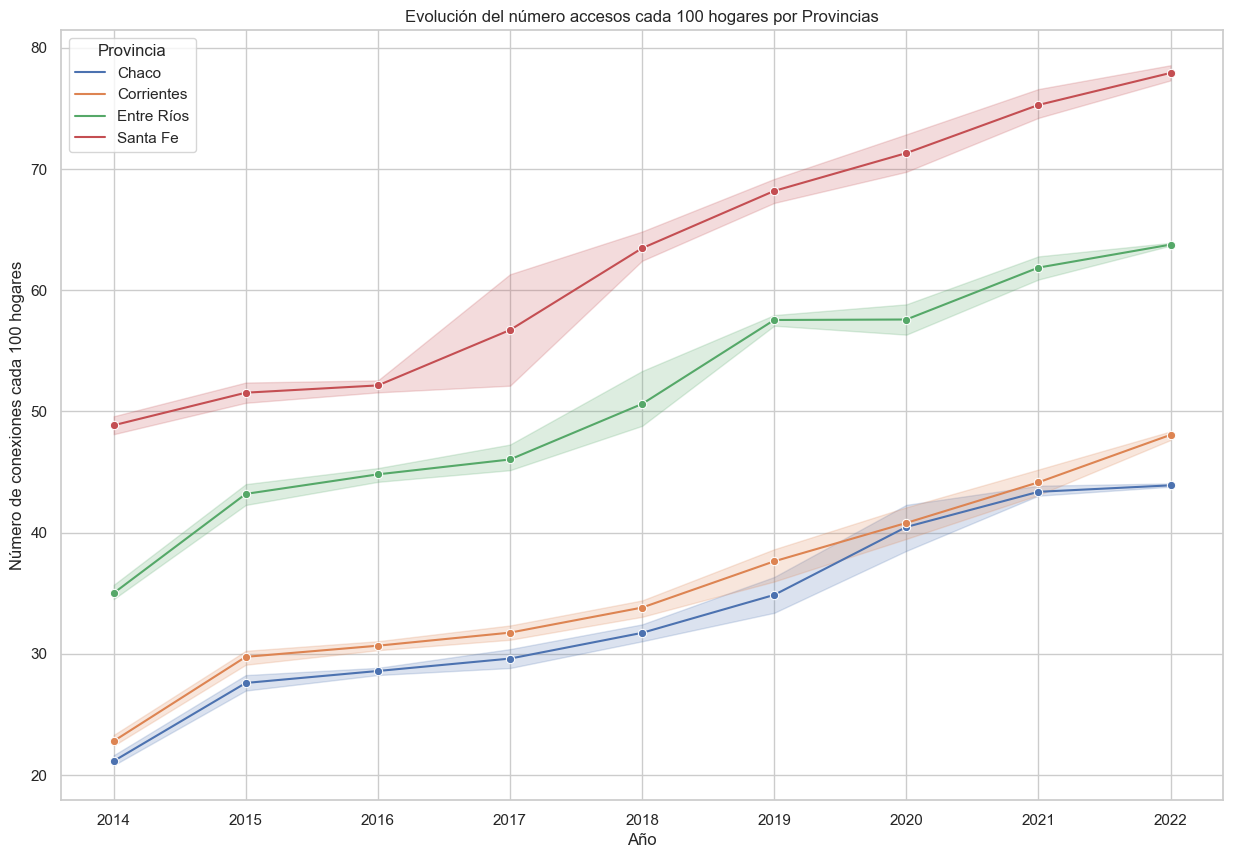 Evolución del número accesos cada 100 hogares por Provincias
Provincia
Chaco
Corrientes
Entre Ríos
Santa Fe
Número de conexiones cada 100 hogares
80
70
60
50
40
30
20
2014 2015 2016 2017 2018 2019 2020 2021 2022
Año